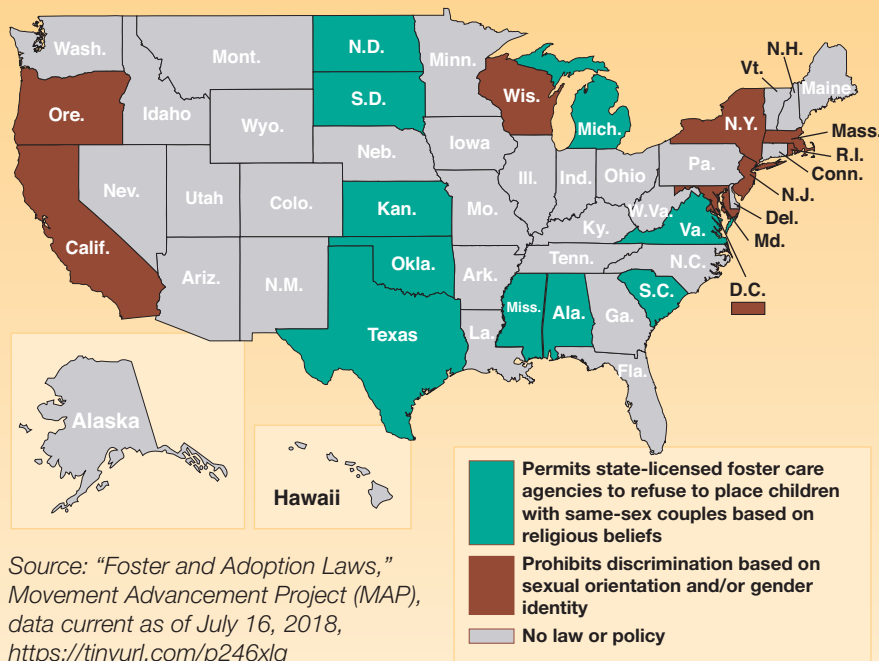 Wash.
Mont.
N.D.
Minn.
N.H.
Vt.
Maine
Ore.
Idaho
S.D.
Wis.
Mich.
N.Y.
Mass.
R.I.
Conn.
Wyo.
Iowa
Neb.
Pa.
N.J.
Nev.
Utah
Colo.
Ill.
Ind.
Ohio
Del.
Md.
Calif.
Kan.
Mo.
Ky.
W.Va.
Va.
D.C.
Ariz.
N.M.
Okla.
Ark.
Tenn.
N.C.
S.C.
Texas
La.
Miss.
Ala.
Ga.
Fla.
Alaska
Hawaii
Permits state-licensed foster care
agencies to refuse to place children
with same-sex couples based on
religious beliefs
Prohibits discrimination based on
sexual orientation and/or gender
identity
No law or policy
Source: “Foster and Adoption Laws,”
Movement Advancement Project (MAP),
data current as of July 16, 2018,
https://tinyurl.com/p246xlg